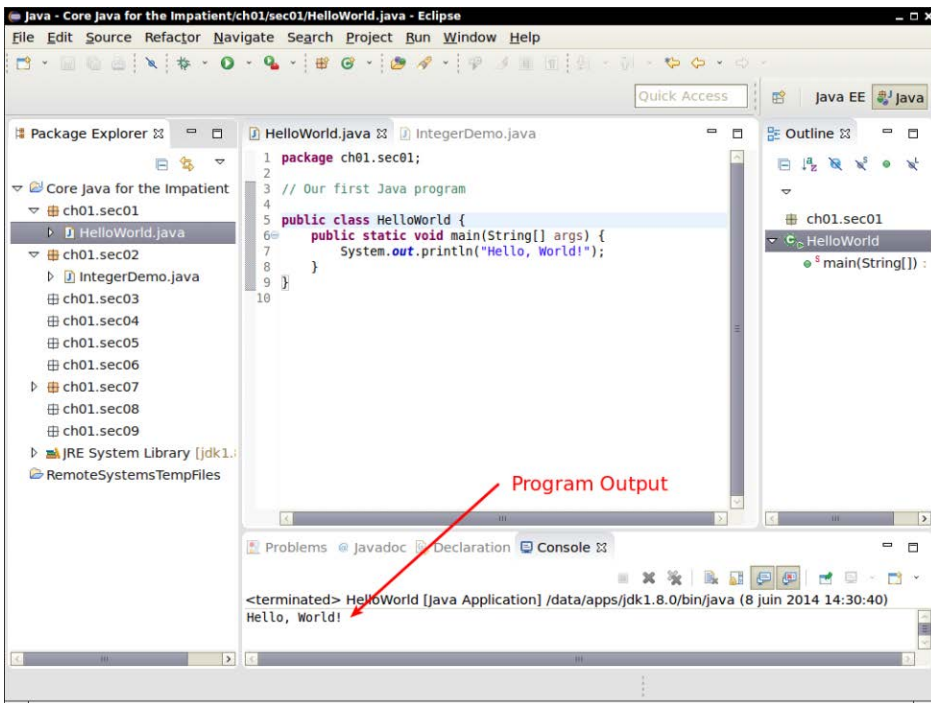 Java - Core Java for the Impatient/ch01/sec01/HelloWorld.java - Eclipse
File Edit Source Refactor Navigate Search Project Run Window Help
Quick Access
Java EE
Java
Package Explorer
Core Java for the Impatient
ch01.sec01
HelloWorld.java
ch01.sec02
IntegerDemo.java
ch01.sec03
ch01.sec04
ch01.sec05
ch01.sec06
ch01.sec07
ch01.sec08
ch01.sec09
JRE System Library [jdk1.
RemoteSystemsTempFiles
HelloWorld.java
IntegerDemo.java
1 package ch01.sec01;
2
3 // Our first Java program
4
5 public class HelloWorld {
6 public static void main(String[] args) {
7 System.out.println("Hello, World!");
8 }
9 }
10
Program Output
Outline
ch01.sec01
HelloWorld
main(String[]) :
Problems @ Javadoc Declaration Console
<terminated> HelloWorld [Java Application] /data/apps/jdk1.8.0/bin/java (8 juin 2014 14:30:40)
Hello, World!